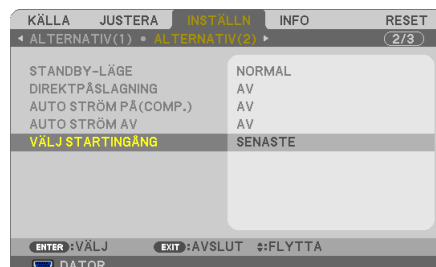 KÄLLA JUSTERA INSTÄLLN INFO RESET
ALTERNATIV(1) • ALTERNATIV(2) 2/3
STANDBY-LÄGE NORMAL
DIREKTPÅSLAGNING AV
AUTO STRÖM PÅ(COMP.) AV
AUTO STRÖM AV AV
VÄLJ STARTINGÅNG SENASTE
ENTER :VÄLJ EXIT :AVSLUT :FLYTTA
DATOR